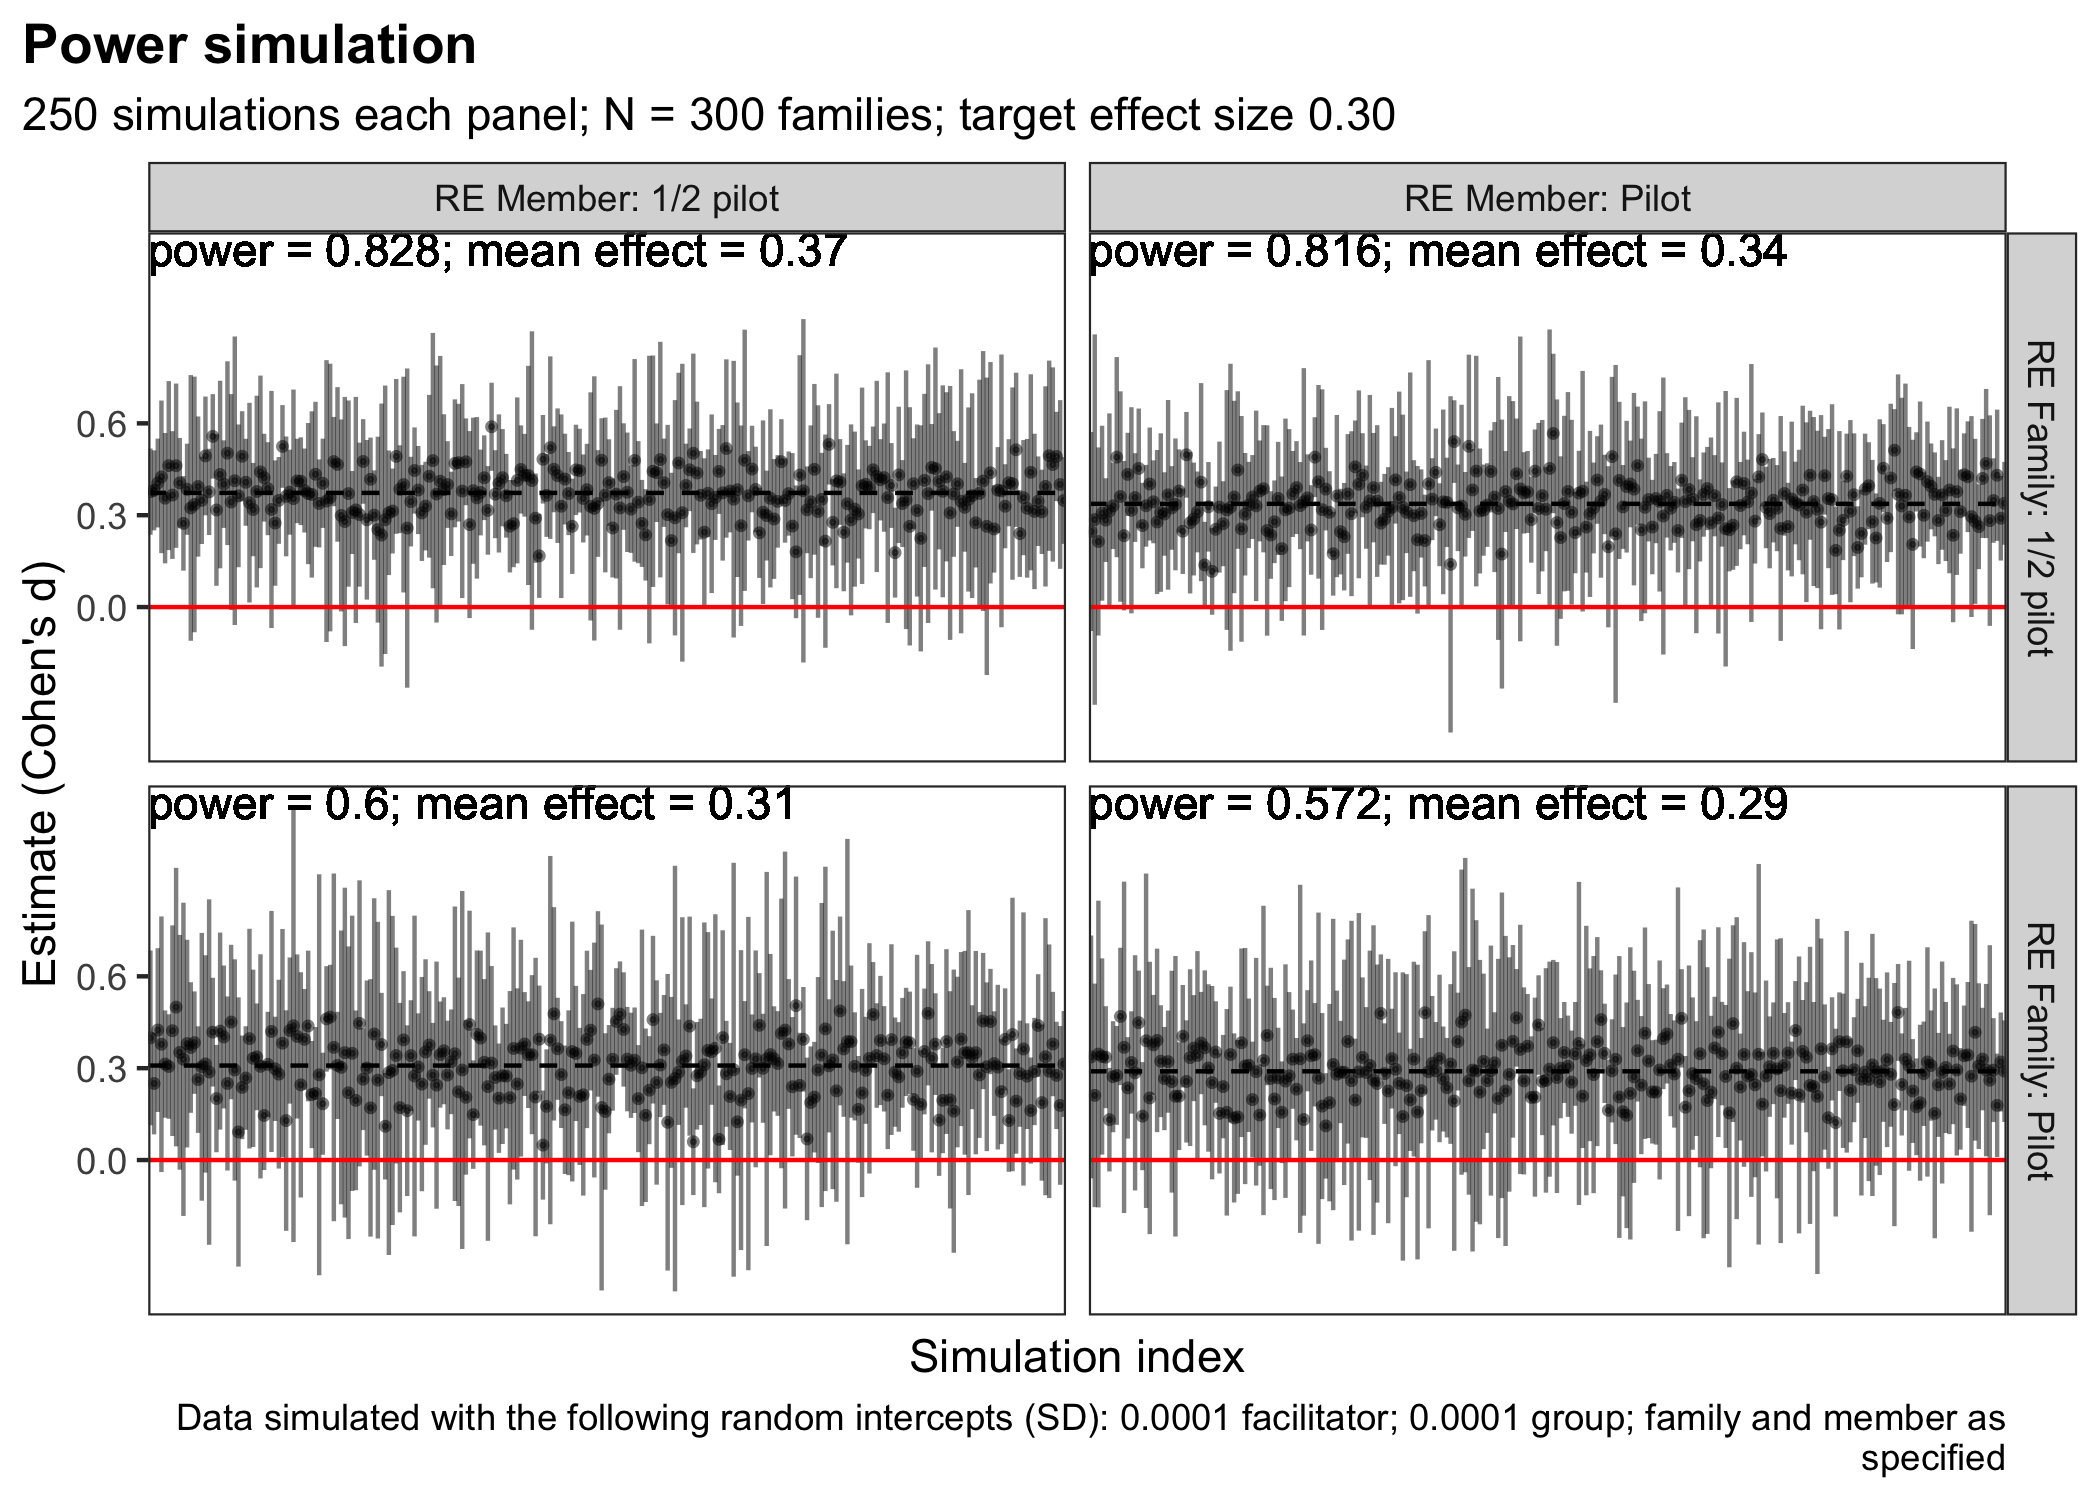 Power simulation
250 simulations each panel; N = 300 families; target effect size 0.30
RE Member: 1/2 pilot
RE Member: Pilot
power = 0.828; mean effect = 0.37
power = 0.816; mean effect = 0.34
RE Family: 1/2 pilot
0.6
0.3
0.0
Estimate (Cohen's d)
power = 0.6; mean effect = 0.31
power = 0.572; mean effect = 0.29
RE Family: Pilot
0.6
0.3
0.0
Simulation index
Data simulated with the following random intercepts (SD): 0.0001 facilitator; 0.0001 group; family and member as
specified